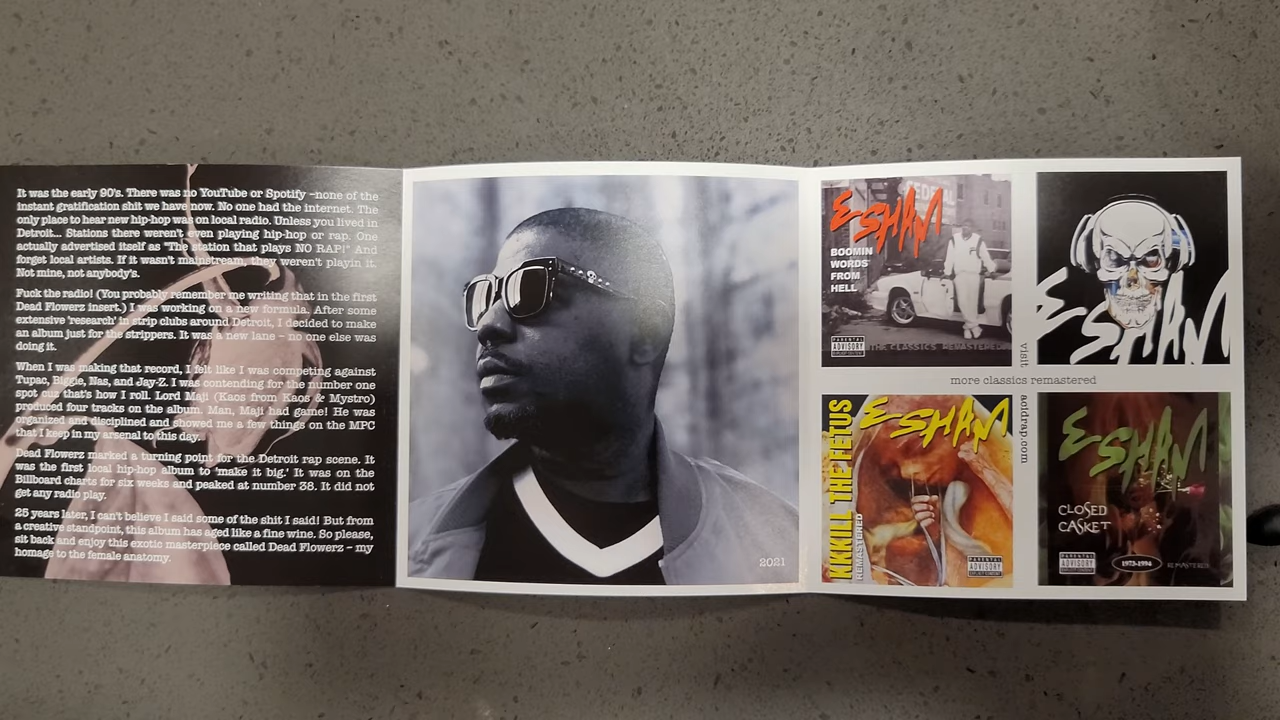 It was the early 90's. There was no YouTube or Spotify –none of the
instant gratification shit we have now. No one had the internet. The
only place to hear new hip-hop was on local radio. Unless you lived in
Detroit... Stations there weren't even playing hip-hop or rap. One
actually advertised itself as "The station that plays NO RAP!" And
forget local artists. If it wasn't mainstream, they weren't playin it.
Not mine, not anybody's.
Fuck the radio! (You probably remember me writing that in the first
Dead Flowerz insert.) I was working on a new formula. After some
extensive 'research' in strip clubs around Detroit, I decided to make
an album just for the strippers. It was a new lane – no one else was
doing it.
When I was making that record, I felt like I was competing against
Tupac, Biggie, Nas, and Jay-Z. I was contending for the number one
spot cuz that's how I roll. Lord Maji (Kaos from Kaos & Mystro)
produced four tracks on the album. Man, Maji had game! He was
organized and disciplined and showed me a few things on the MPC
that I keep in my arsenal to this day.
Dead Flowerz marked a turning point for the Detroit rap scene. It
was the first local hip-hop album to 'make it big.' It was on the
Billboard charts for six weeks and peaked at number 38. It did not
get any radio play.
25 years later, I can't believe I said some of the shit I said! But from
a creative standpoint, this album has aged like a fine wine. So please,
sit back and enjoy this exotic masterpiece called Dead Flowerz – my
homage to the female anatomy.
2021
ESHAM
BOOMIN
WORDS
FROM
HELL
PARENTAL
ADVISORY
EXPLICIT CONTENT
THE CLASSICS REMASTERED
ESHAM
visit
more classics remastered
aoldrap.com
KKKILL THE FETUS
REMASTERED
ESHAM
PARENTAL
ADVISORY
EXPLICIT CONTENT
ESHAM
CLOSED
CASKET
PARENTAL
ADVISORY
EXPLICIT CONTENT
1973-1994
REMASTERED